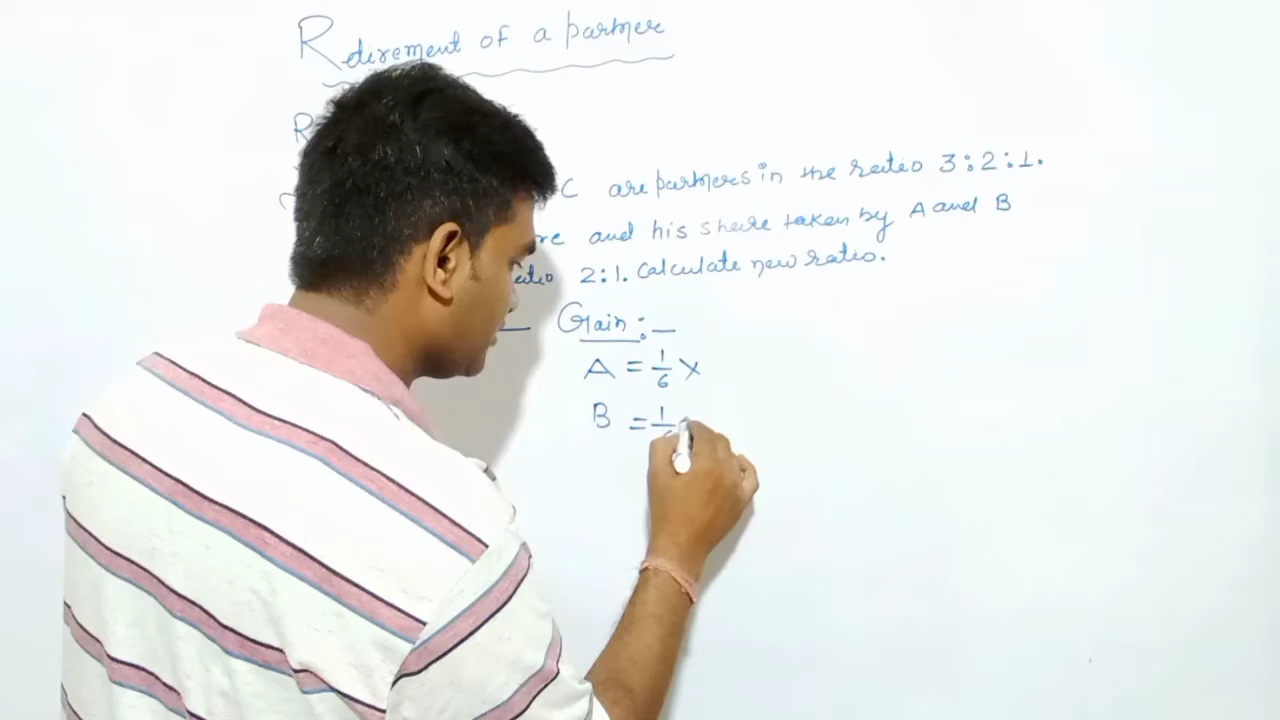 Retirement of a partner
R
C are partners in the ratio 3:2:1.
re and his share taken by A and B
2:1. Calculate new ratio.
Gain:-
A = 1/6 X
B = 1/